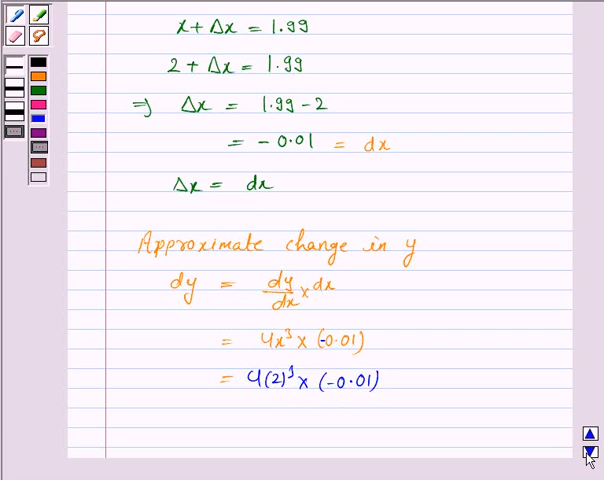 x + Δx = 1.99
2 + Δx = 1.99
⇒ Δx = 1.99 - 2
= - 0.01 = dx
Δx = dx
Approximate change in y
dy = dy/dx × dx
= 4x³ × (-0.01)
= 4(2)³ × (-0.01)